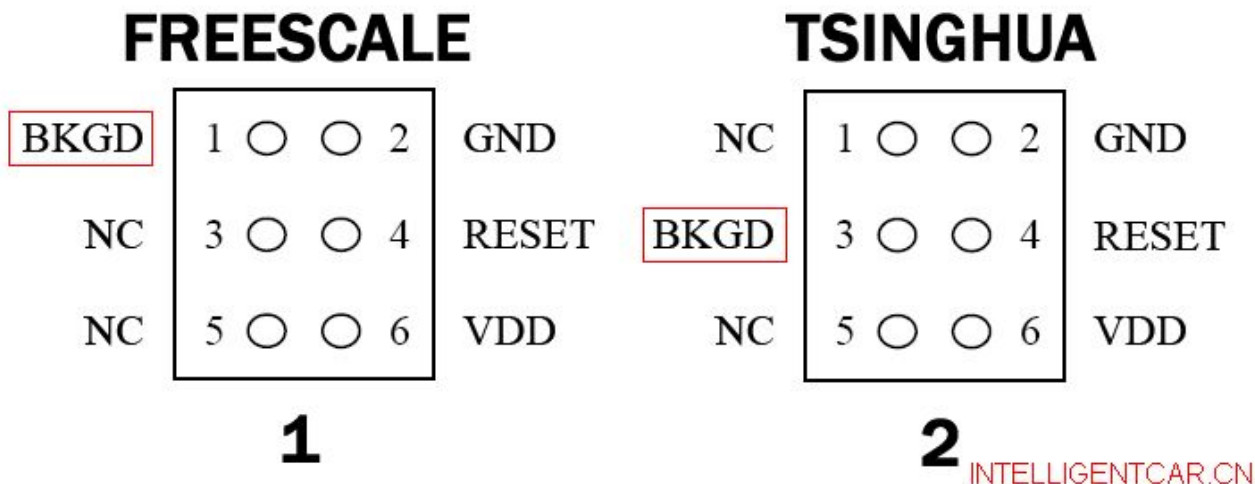 FREESCALE
BKGD 1 2 GND
NC 3 4 RESET
NC 5 6 VDD
1
TSINGHUA
NC 1 2 GND
BKGD 3 4 RESET
NC 5 6 VDD
2
INTELLIGENTCAR.CN